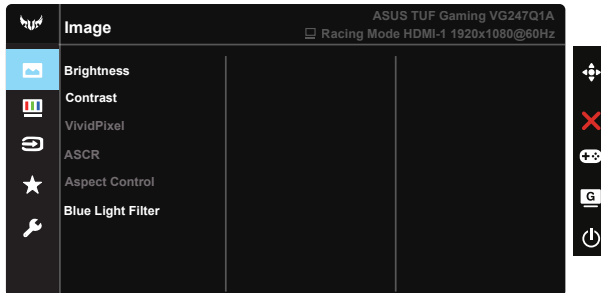 Image
ASUS TUF Gaming VG247Q1A
Racing Mode HDMI-1 1920x1080@60Hz
Brightness
Contrast
VividPixel
ASCR
Aspect Control
Blue Light Filter
G